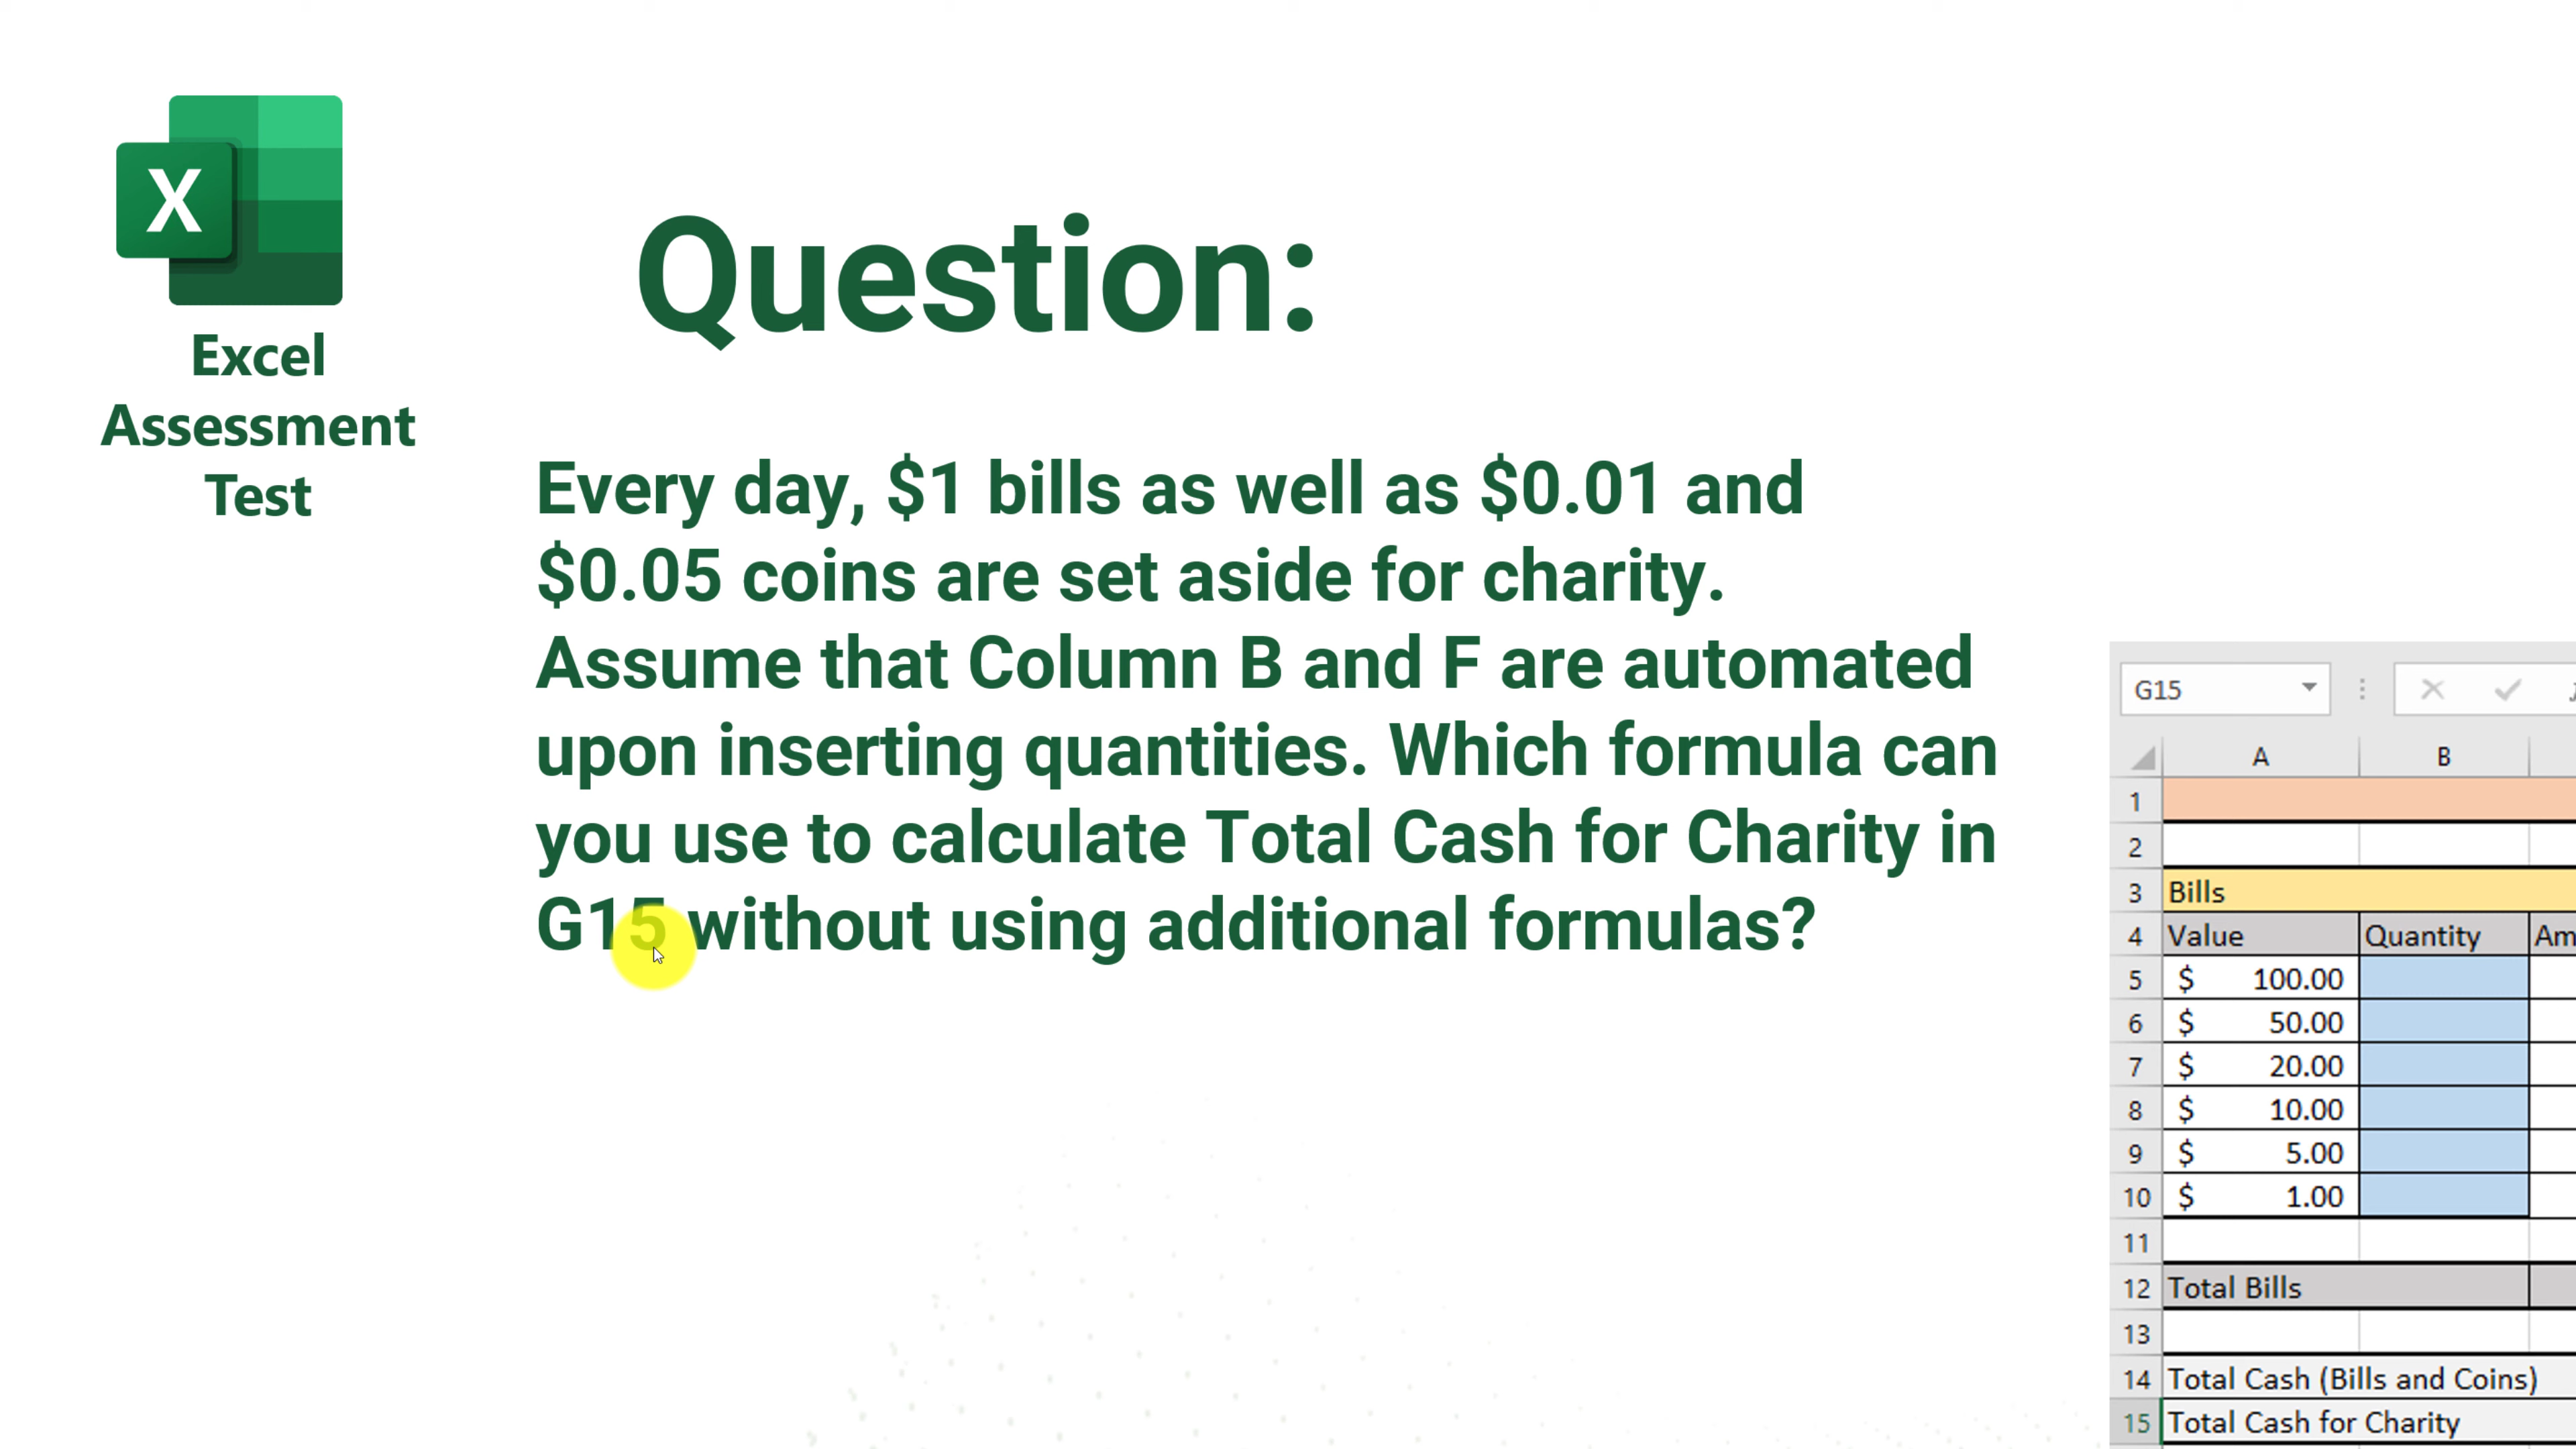 X
Excel
Assessment
Test
Question:
Every day, $1 bills as well as $0.01 and
$0.05 coins are set aside for charity.
Assume that Column B and F are automated
upon inserting quantities. Which formula can
you use to calculate Total Cash for Charity in
G15 without using additional formulas?
G15
A B
1
2
3 Bills
4 Value Quantity Am
5 $ 100.00
6 $ 50.00
7 $ 20.00
8 $ 10.00
9 $ 5.00
10 $ 1.00
11
12 Total Bills
13
14 Total Cash (Bills and Coins)
15 Total Cash for Charity